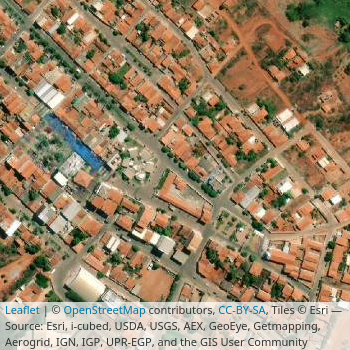 Leaflet | © OpenStreetMap contributors, CC-BY-SA, Tiles © Esri —
Source: Esri, i-cubed, USDA, USGS, AEX, GeoEye, Getmapping,
Aerogrid, IGN, IGP, UPR-EGP, and the GIS User Community